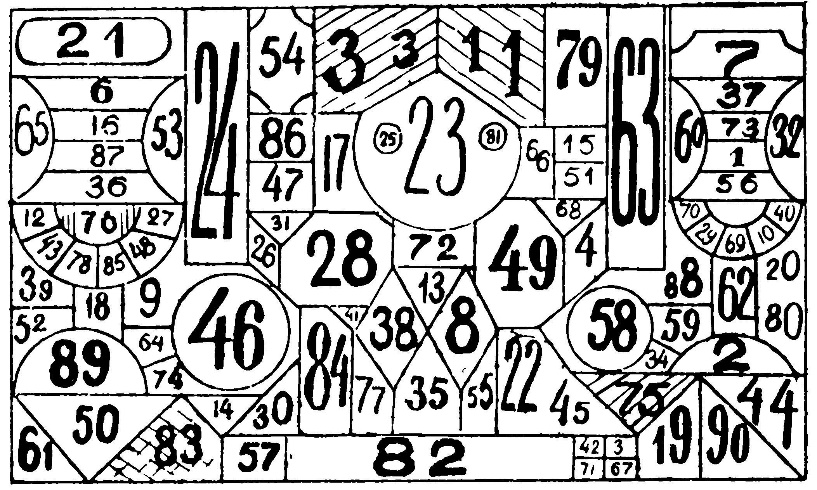 21 24 54 3 3 11 79 63 7
65 6 53 60 37 32
16 86 17 25 23 81 66 15 73
87 47 51 1
36 31 68 56
12 76 27 26 28 72 49 4 70 40
43 78 85 48 29 69 10
39 18 9 46 13 88 62 20
52 64 41 38 8 58 59 80
89 74 84 77 35 55 22 45 34 2
61 50 83 14 30 75 19 90 44
57 82 42 3
71 67